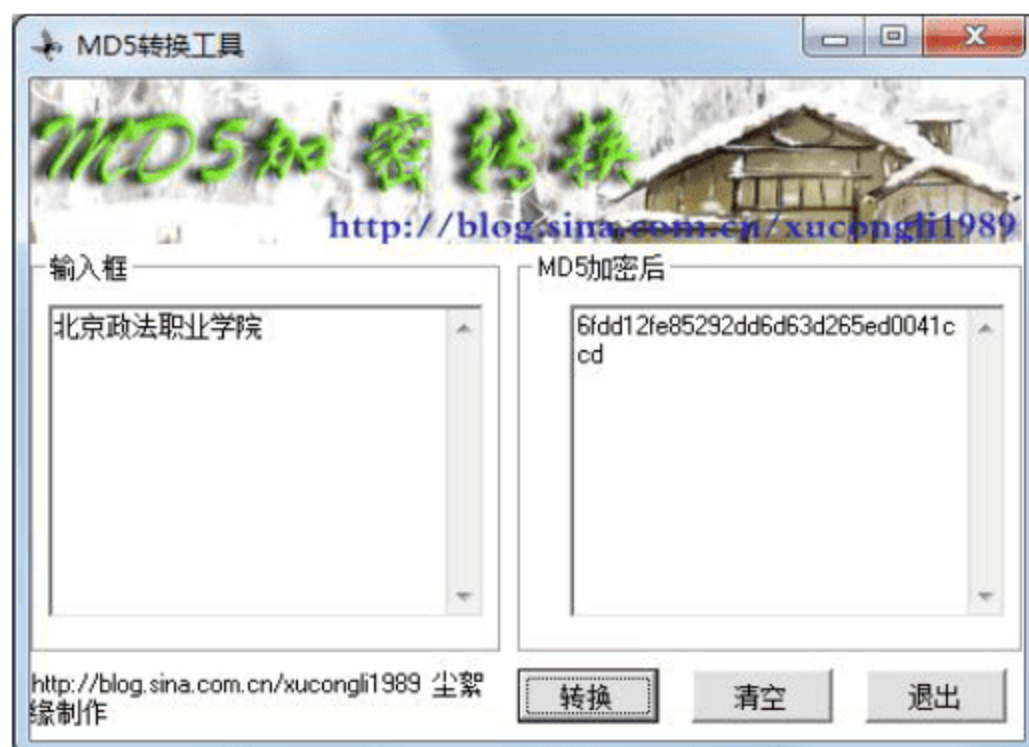 MD5转换工具
MD5加密转换
http://blog.sina.com.cn/xucongli1989
输入框
MD5加密后
北京政法职业学院
6fdd12fe85292dd6d63d265ed0041c
cd
http://blog.sina.com.cn/xucongli1989 尘絮
缘制作
转换
清空
退出